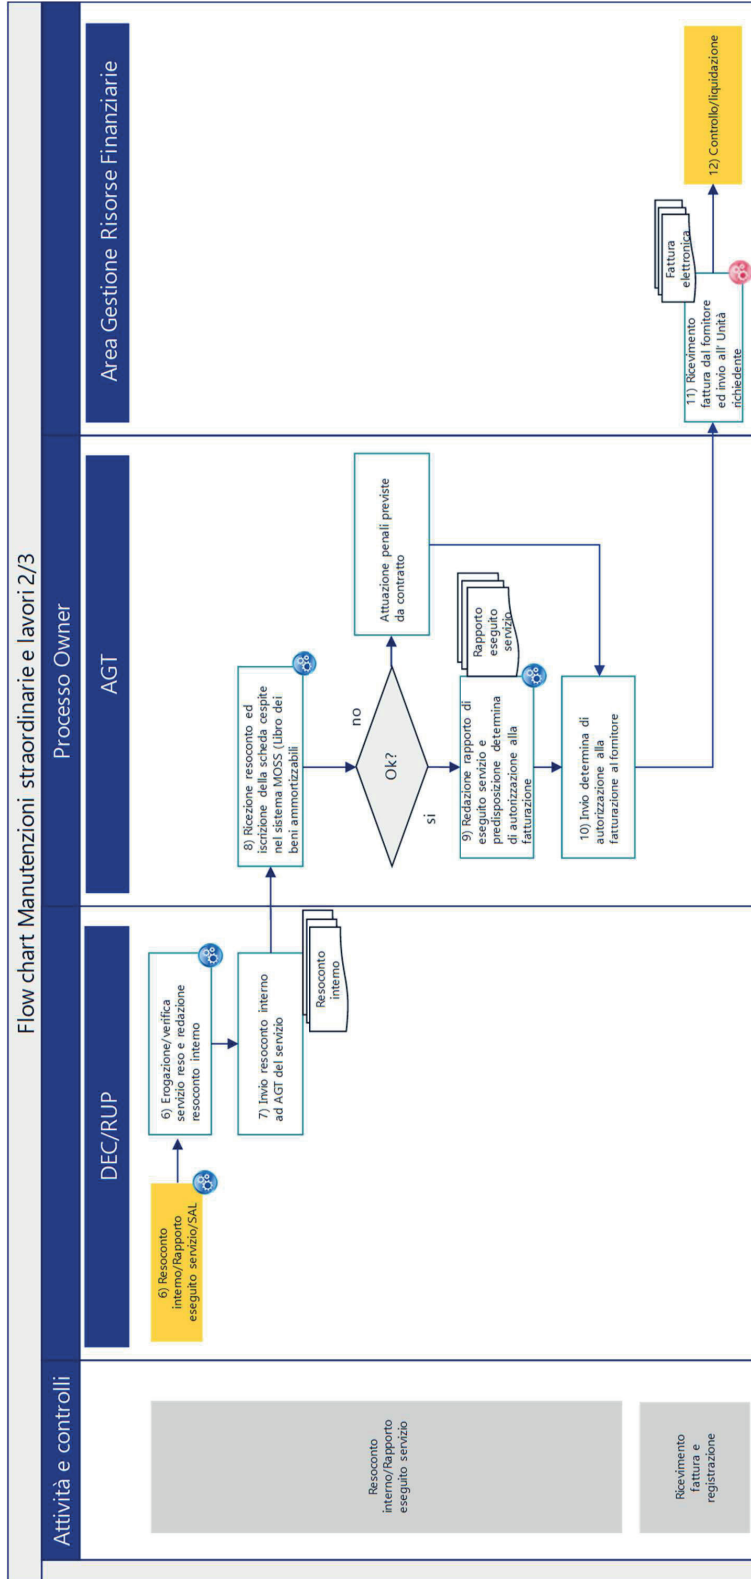 Flow chart Manutenzioni straordinarie e lavori 2/3
Attività e controlli
Processo Owner
DEC/RUP
AGT
Area Gestione Risorse Finanziarie
Resoconto
interno/Rapporto
eseguito servizio
6) Resoconto
interno/Rapporto
eseguito servizio/SAL
6) Erogazione/verifica
servizio reso e redazione
resoconto interno
7) Invio resoconto interno
ad AGT del servizio
Resoconto
interno
8) Ricezione resoconto ed
iscrizione della scheda cespite
nel sistema MOSS (Libro dei
beni ammortizzabili
Ok?
no
si
Attuazione penali previste
da contratto
9) Redazione rapporto di
eseguito servizio e
predisposizione determina
di autorizzazione alla
fatturazione
Rapporto
eseguito
servizio
10) Invio determina di
autorizzazione alla
fatturazione al fornitore
Ricevimento
fattura e
registrazione
11) Ricevimento
fattura dal fornitore
ed invio all' Unità
richiedente
Fattura
elettronica
12) Controllo/liquidazione